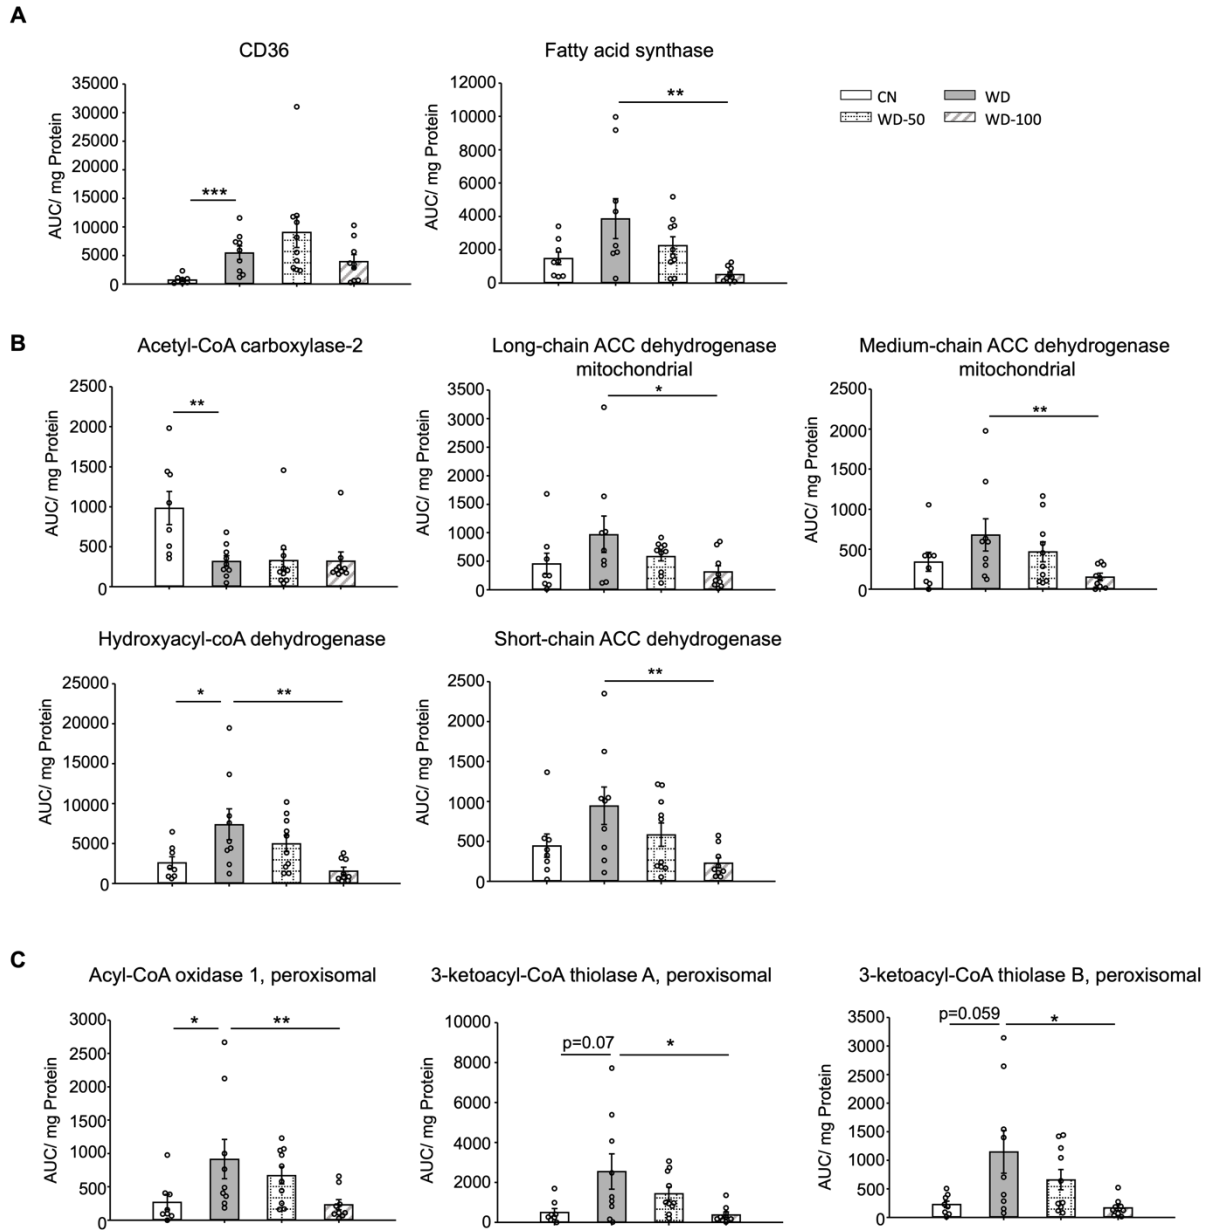 A
CD36
Fatty acid synthase
AUC/ mg Protein
35000
30000
25000
20000
15000
10000
5000
0
***
AUC/ mg Protein
12000
10000
8000
6000
4000
2000
0
**
CN
WD
WD-50
WD-100
B
Acetyl-CoA carboxylase-2
Long-chain ACC dehydrogenase
mitochondrial
Medium-chain ACC dehydrogenase
mitochondrial
AUC/ mg Protein
2500
2000
1500
1000
500
0
**
AUC/ mg Protein
3500
3000
2500
2000
1500
1000
500
0
*
AUC/ mg Protein
2500
2000
1500
1000
500
0
**
Hydroxyacyl-coA dehydrogenase
Short-chain ACC dehydrogenase
AUC/ mg Protein
25000
20000
15000
10000
5000
0
*
**
AUC/ mg Protein
2500
2000
1500
1000
500
0
**
C
Acyl-CoA oxidase 1, peroxisomal
3-ketoacyl-CoA thiolase A, peroxisomal
3-ketoacyl-CoA thiolase B, peroxisomal
AUC/ mg Protein
3000
2500
2000
1500
1000
500
0
*
**
AUC/ mg Protein
10000
8000
6000
4000
2000
0
p=0.07
*
AUC/ mg Protein
3500
3000
2500
2000
1500
1000
500
0
p=0.059
*